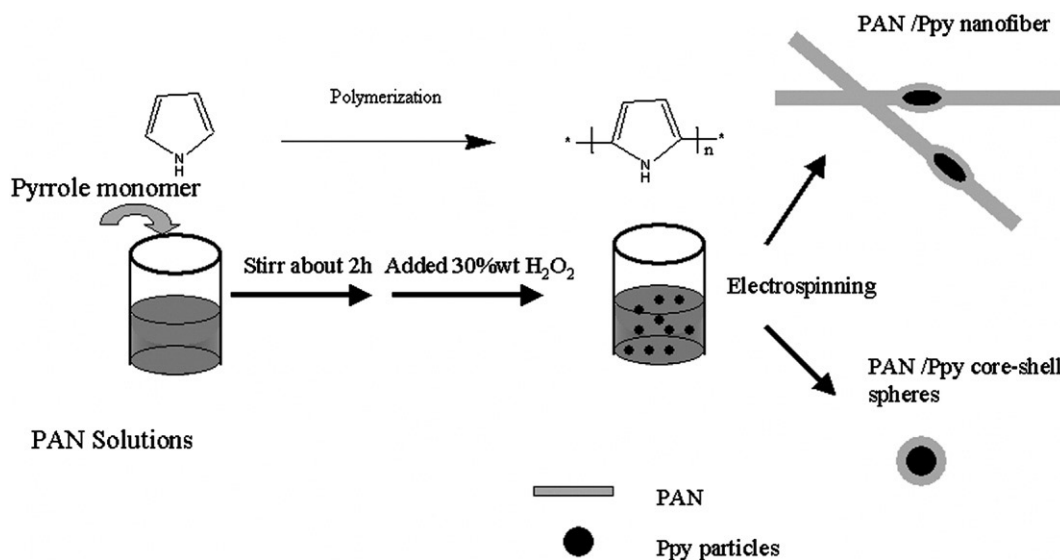 PAN /Ppy nanofiber
Polymerization
N
H
* ( N
H ) n *
Pyrrole monomer
Stirr about 2h
Added 30%wt H₂O₂
Electrospinning
PAN /Ppy core-shell
spheres
PAN Solutions
PAN
Ppy particles